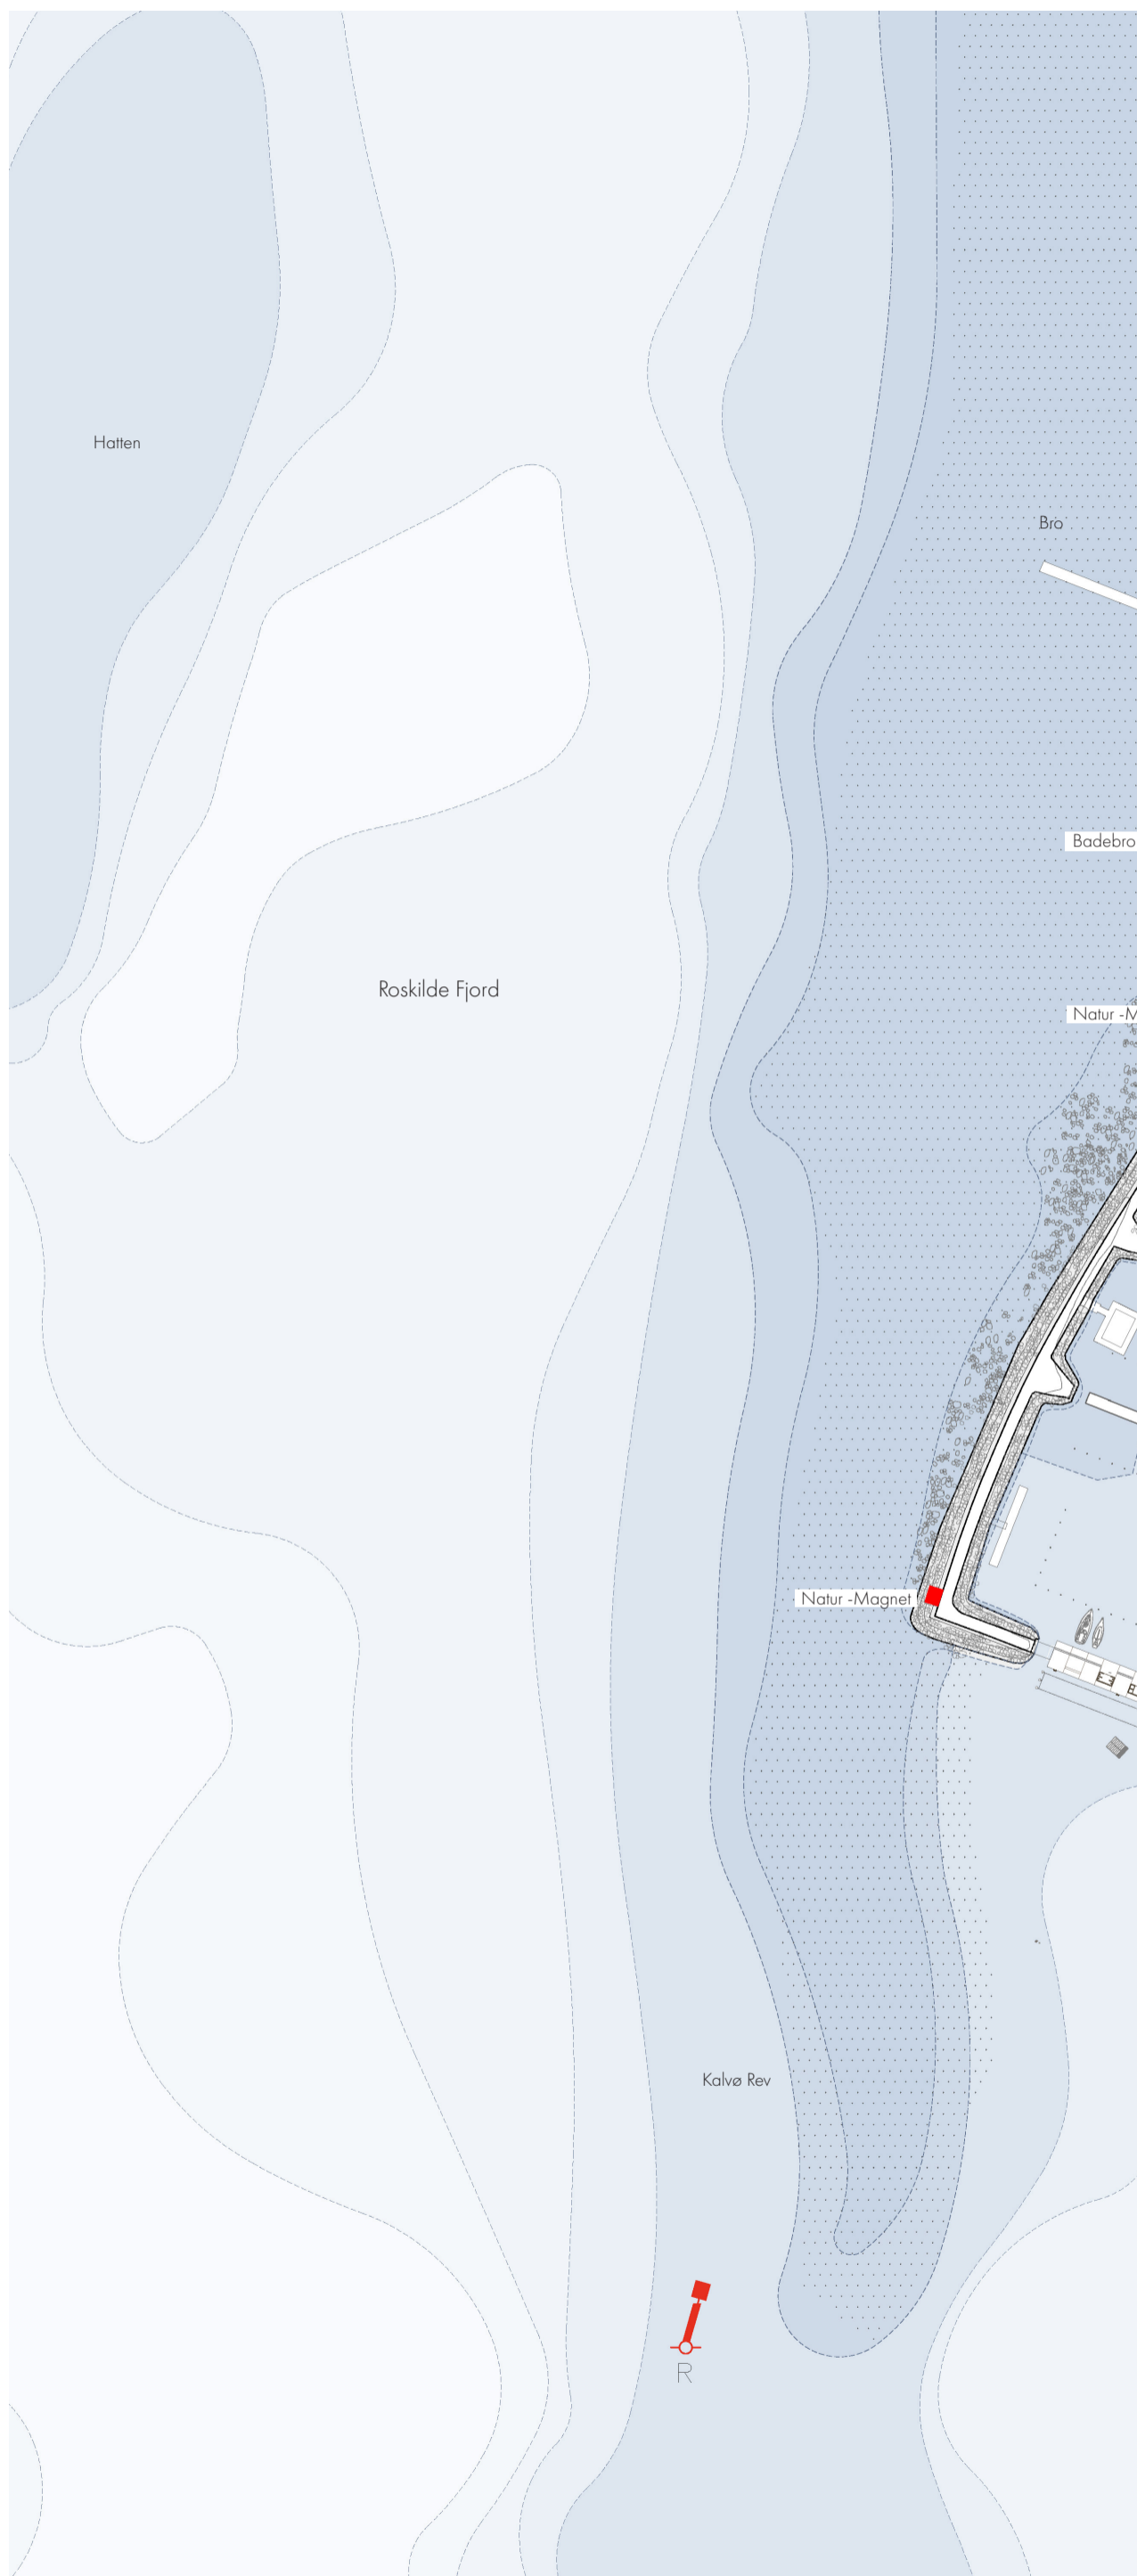 Hatten
Bro
Badebro
Roskilde Fjord
Natur -M
Natur -Magnet
Kalvø Rev
R